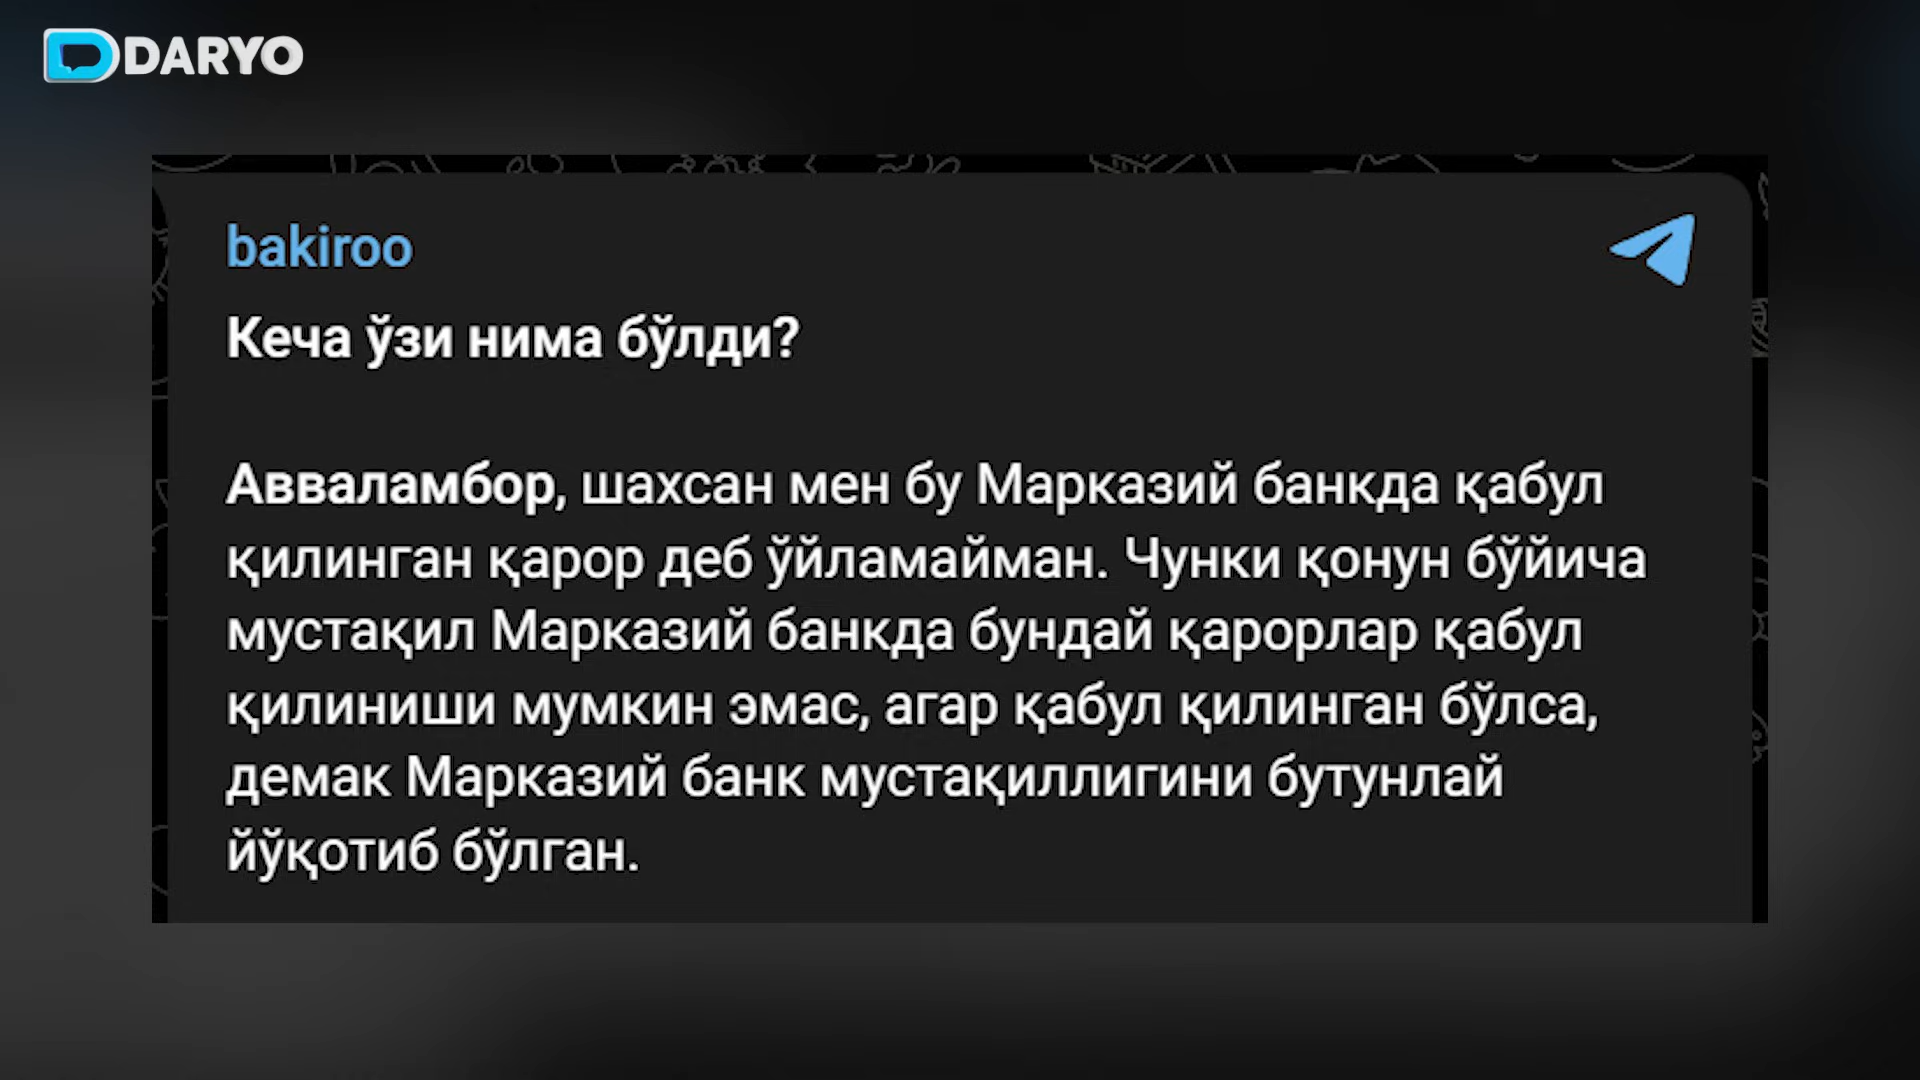 DARYO
bakiroo
Кеча ўзи нима бўлди?
Авваламбор, шахсан мен бу Марказий банкда қабул
қилинган қарор деб ўйламайман. Чунки қонун бўйича
мустақил Марказий банкда бундай қарорлар қабул
қилиниши мумкин эмас, агар қабул қилинган бўлса,
демак Марказий банк мустақиллигини бутунлай
йўқотиб бўлган.